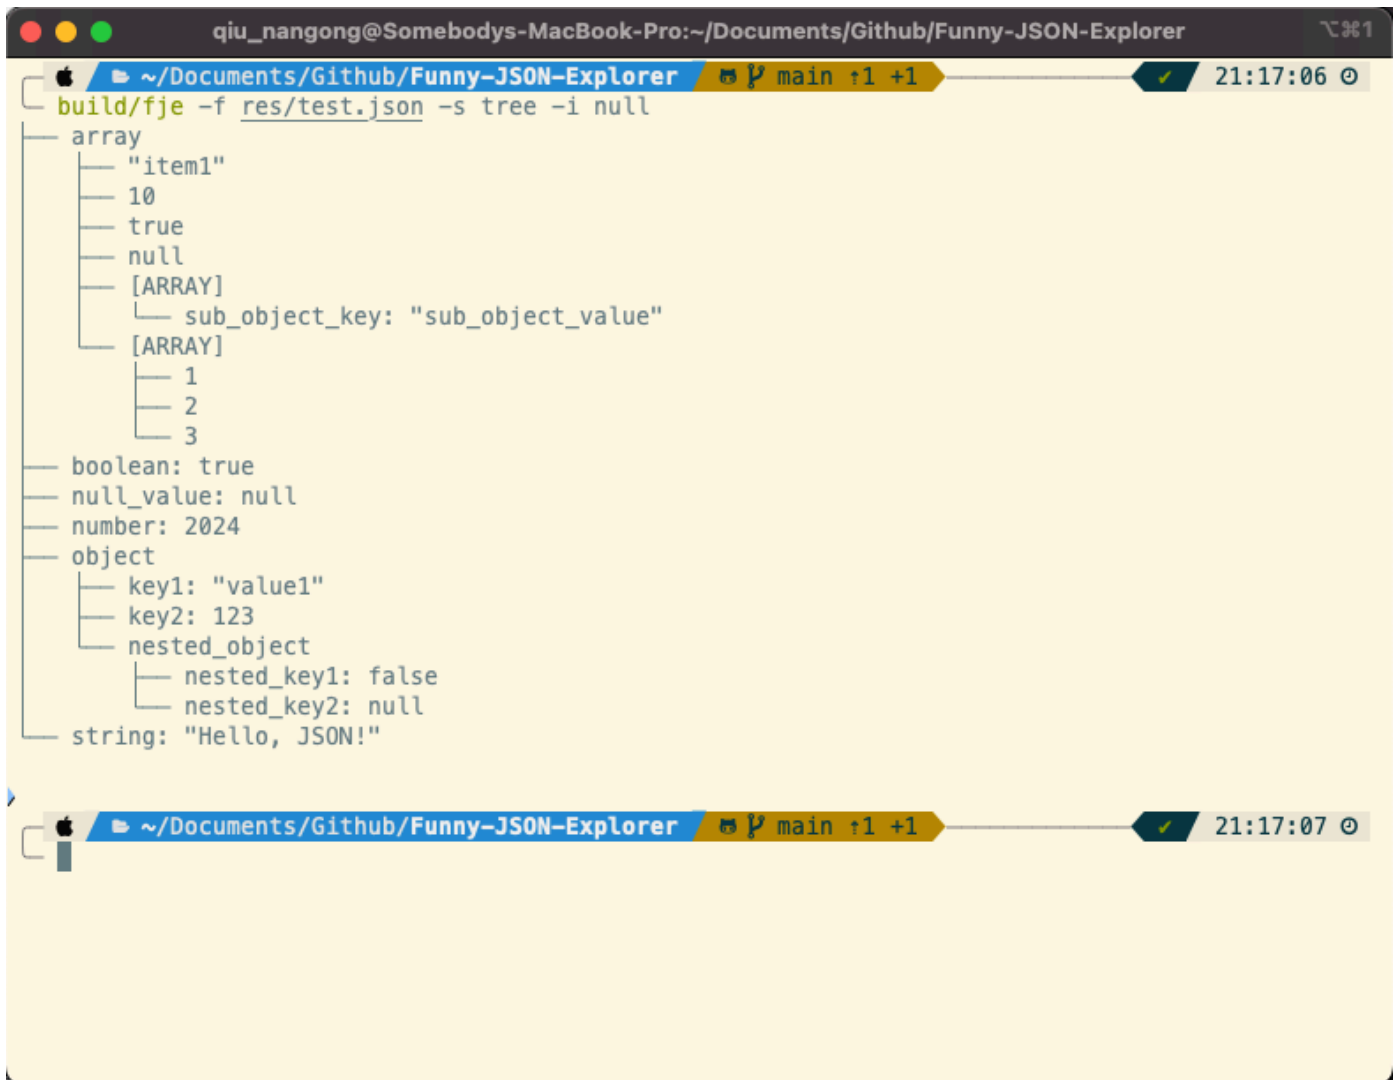 qiu_nangong@Somebodys-MacBook-Pro:~/Documents/Github/Funny-JSON-Explorer ⌥⌘1
~/Documents/Github/Funny-JSON-Explorer main ⇡1 +1 ✔ 21:17:06
build/fje -f res/test.json -s tree -i null
├── array
│   ├── "item1"
│   ├── 10
│   ├── true
│   ├── null
│   ├── [ARRAY]
│   │   └── sub_object_key: "sub_object_value"
│   └── [ARRAY]
│       ├── 1
│       ├── 2
│       └── 3
├── boolean: true
├── null_value: null
├── number: 2024
├── object
│   ├── key1: "value1"
│   ├── key2: 123
│   └── nested_object
│       ├── nested_key1: false
│       └── nested_key2: null
└── string: "Hello, JSON!"
~/Documents/Github/Funny-JSON-Explorer main ⇡1 +1 ✔ 21:17:07